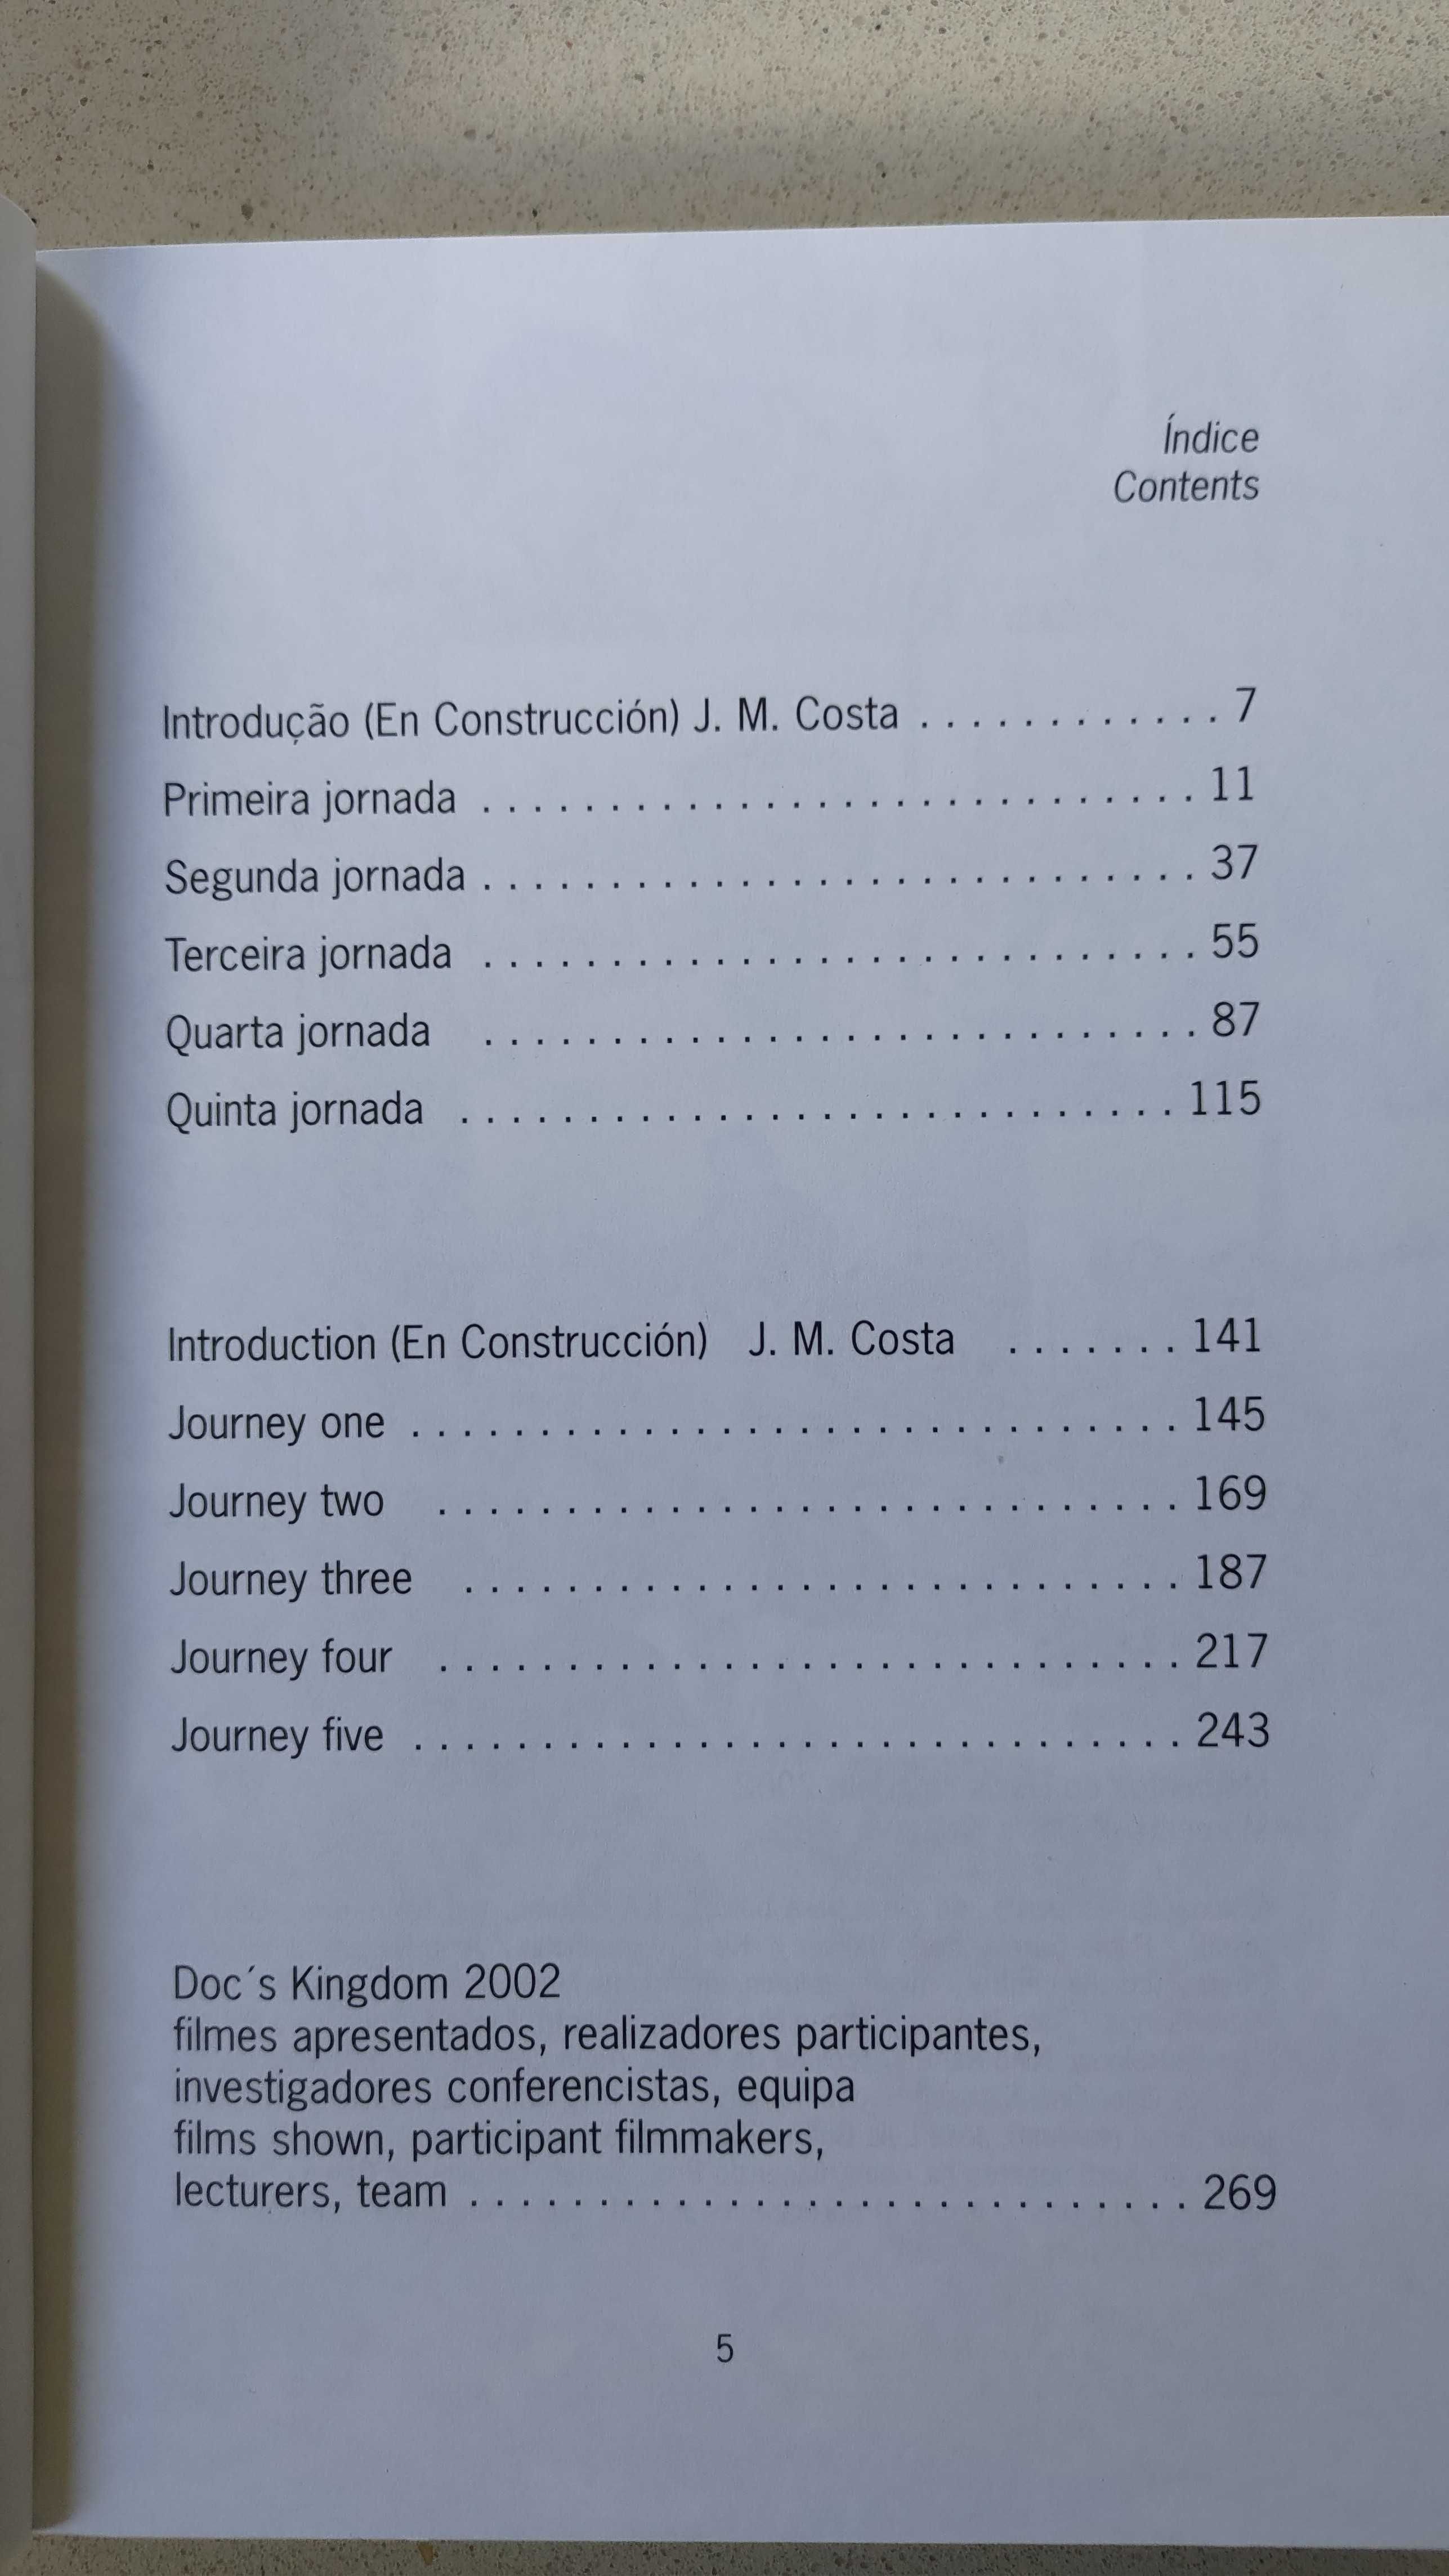 Índice
Contents
Introdução (En Construcción) J. M. Costa . . . . . . . . . . . . 7
Primeira jornada . . . . . . . . . . . . . . . . . . . . . . . . . . . . 11
Segunda jornada . . . . . . . . . . . . . . . . . . . . . . . . . . . . 37
Terceira jornada . . . . . . . . . . . . . . . . . . . . . . . . . . . . 55
Quarta jornada . . . . . . . . . . . . . . . . . . . . . . . . . . . . 87
Quinta jornada . . . . . . . . . . . . . . . . . . . . . . . . . . . . 115
Introduction (En Construcción) J. M. Costa . . . . . . . 141
Journey one . . . . . . . . . . . . . . . . . . . . . . . . . . . . . . 145
Journey two . . . . . . . . . . . . . . . . . . . . . . . . . . . . . 169
Journey three . . . . . . . . . . . . . . . . . . . . . . . . . . . . 187
Journey four . . . . . . . . . . . . . . . . . . . . . . . . . . . . . 217
Journey five . . . . . . . . . . . . . . . . . . . . . . . . . . . . . . 243
Doc´s Kingdom 2002
filmes apresentados, realizadores participantes,
investigadores conferencistas, equipa
films shown, participant filmmakers,
lecturers, team . . . . . . . . . . . . . . . . . . . . . . . . . . . . 269
5